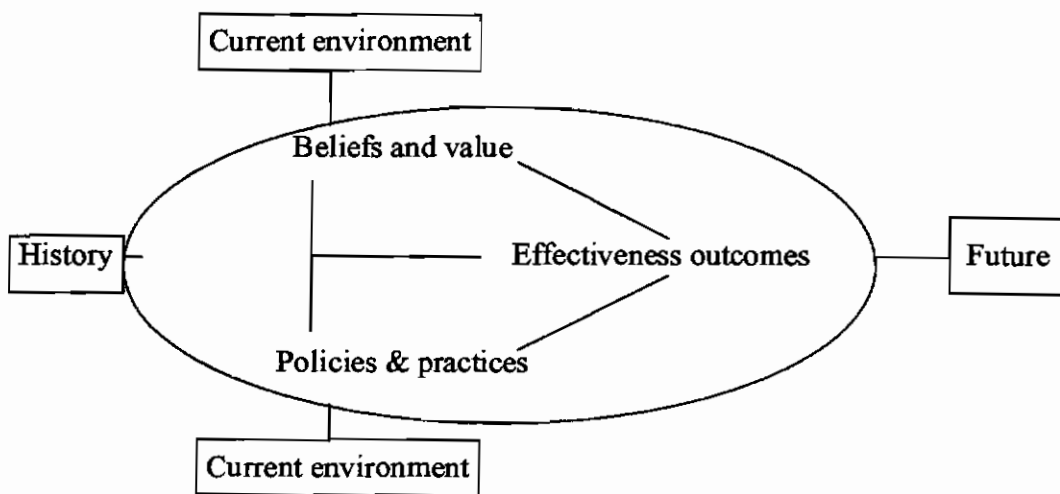 Current environment
Beliefs and value
History
Effectiveness outcomes
Future
Policies & practices
Current environment